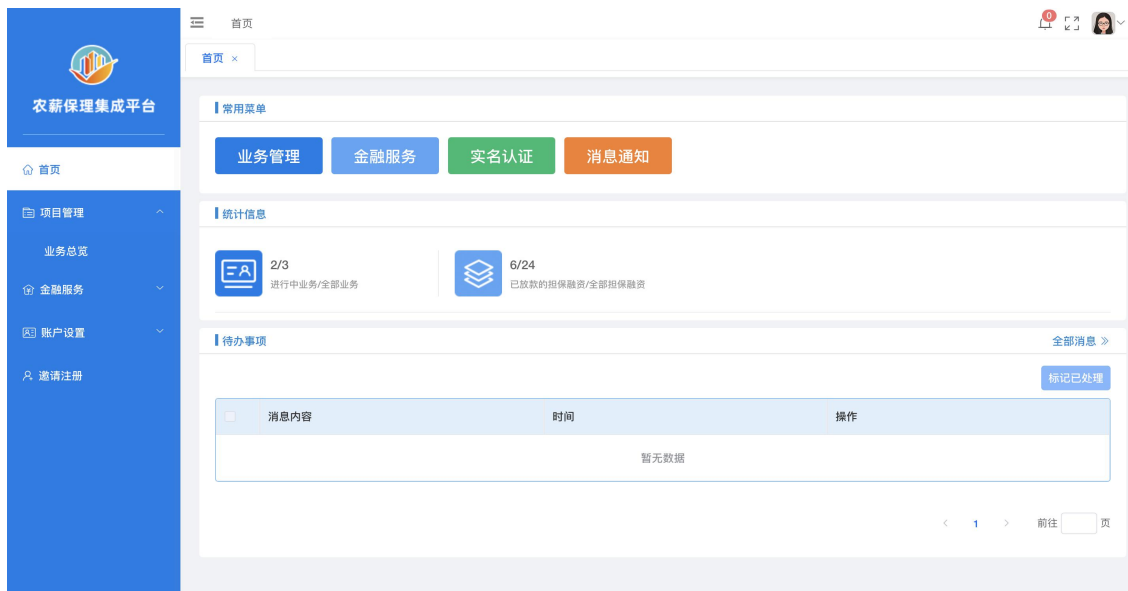 农薪保理集成平台
首页
项目管理
业务总览
金融服务
账户设置
邀请注册
首页
0
首页 ×
常用菜单
业务管理 金融服务 实名认证 消息通知
统计信息
2/3
进行中业务/全部业务
6/24
已放款的担保融资/全部担保融资
待办事项 全部消息
标记已处理
消息内容 时间 操作
暂无数据
1 前往 页